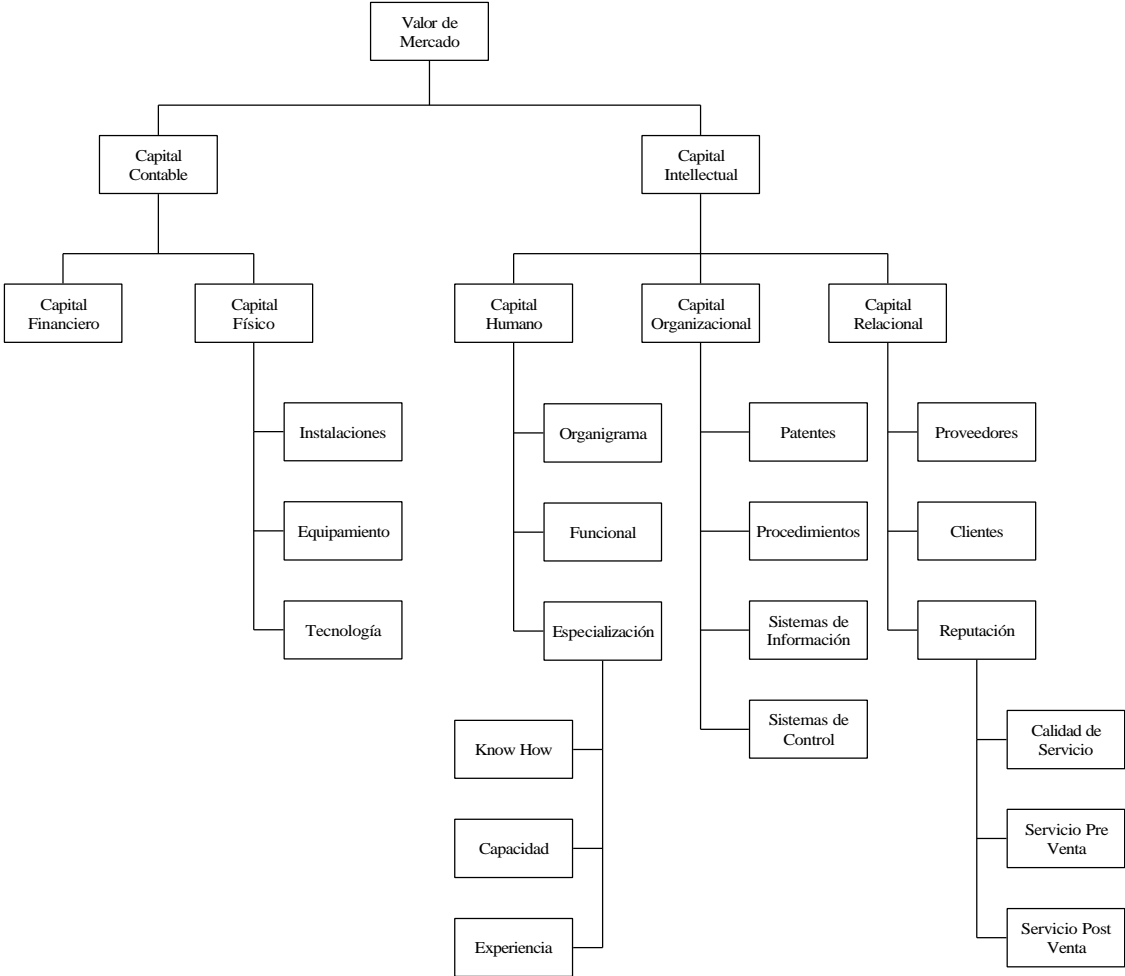 Valor de
Mercado
Capital
Contable
Capital
Intellectual
Capital
Financiero
Capital
Físico
Capital
Humano
Capital
Organizacional
Capital
Relacional
Instalaciones
Organigrama
Patentes
Proveedores
Equipamiento
Funcional
Procedimientos
Clientes
Tecnología
Especialización
Sistemas de
Información
Reputación
Know How
Sistemas de
Control
Calidad de
Servicio
Capacidad
Servicio Pre
Venta
Experiencia
Servicio Post
Venta